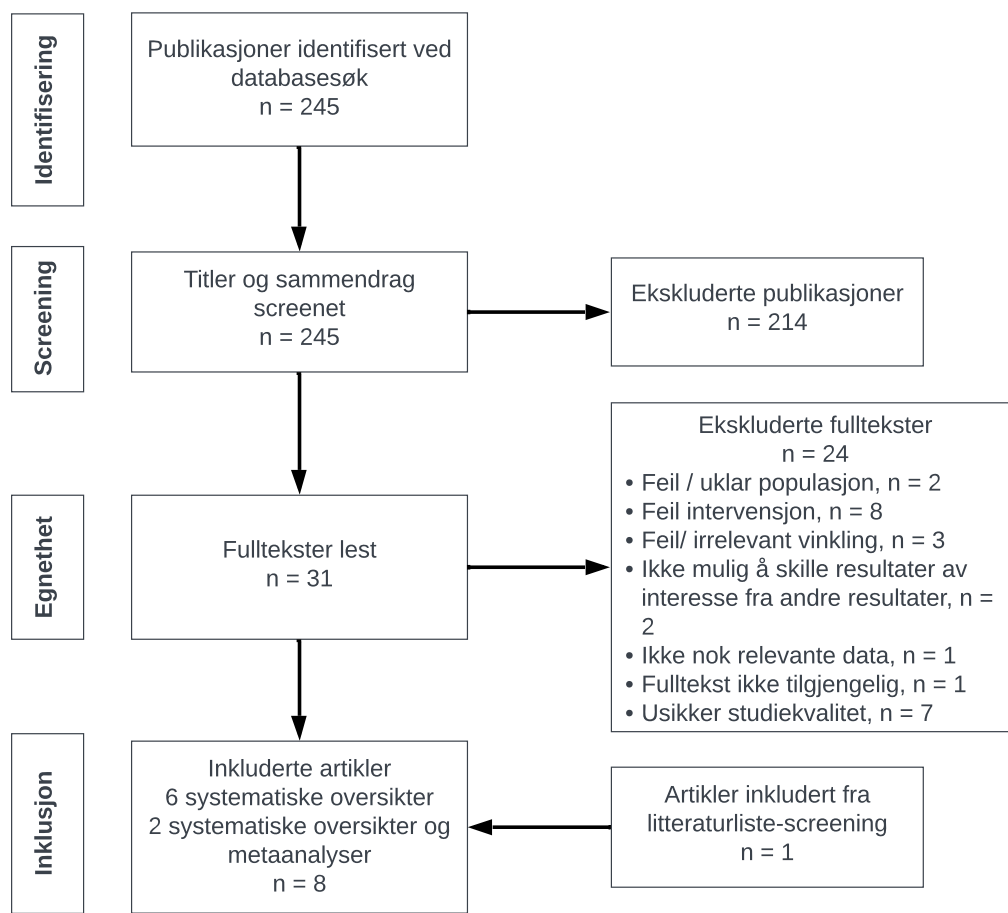 Identifisering
Publikasjoner identifisert ved
databasesøk
n = 245
Screening
Titler og sammendrag
screenet
n = 245
Ekskluderte publikasjoner
n = 214
Egnethet
Fulltekster lest
n = 31
Ekskluderte fulltekster
n = 24
• Feil / uklar populasjon, n = 2
• Feil intervensjon, n = 8
• Feil/ irrelevant vinkling, n = 3
• Ikke mulig å skille resultater av
interesse fra andre resultater, n =
2
• Ikke nok relevante data, n = 1
• Fulltekst ikke tilgjengelig, n = 1
• Usikker studiekvalitet, n = 7
Inklusjon
Inkluderte artikler
6 systematiske oversikter
2 systematiske oversikter og
metaanalyser
n = 8
Artikler inkludert fra
litteraturliste-screening
n = 1